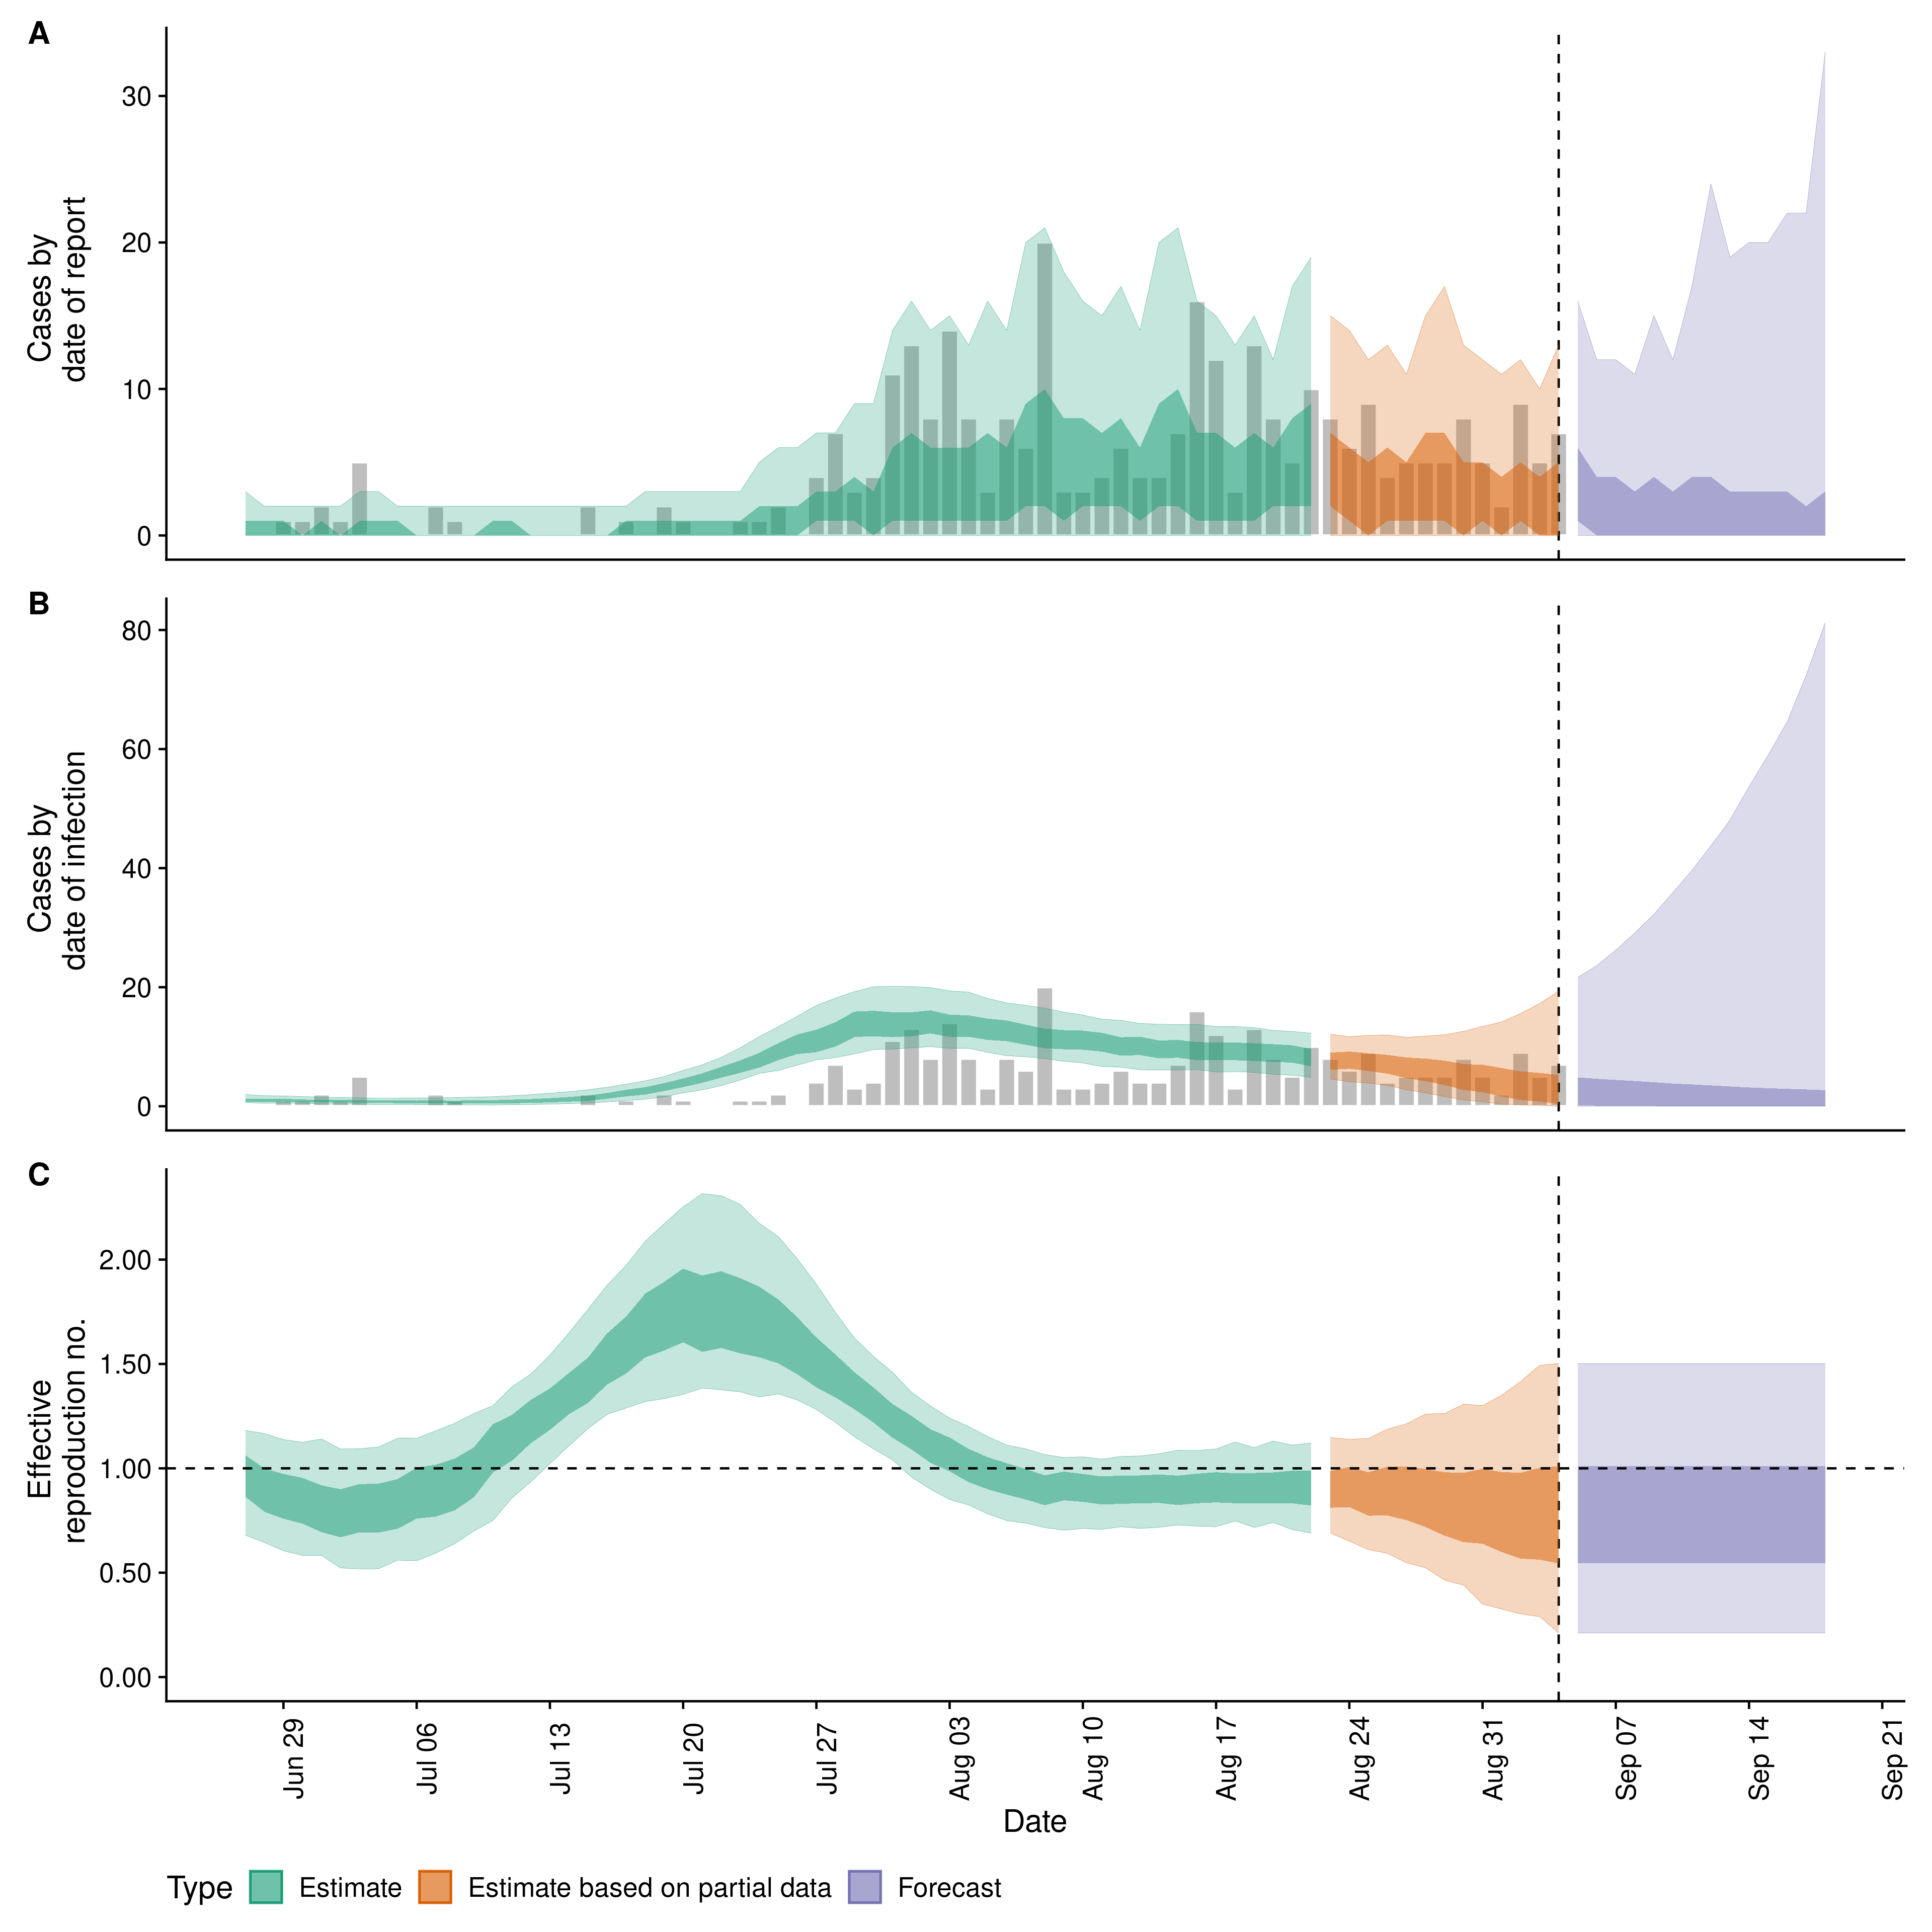 A
Cases by
date of report
30
20
10
0
B
Cases by
date of infection
80
60
40
20
0
C
Effective
reproduction no.
2.00
1.50
1.00
0.50
0.00
Jun 29
Jul 06
Jul 13
Jul 20
Jul 27
Aug 03
Aug 10
Aug 17
Aug 24
Aug 31
Sep 07
Sep 14
Sep 21
Date
Type Estimate Estimate based on partial data Forecast